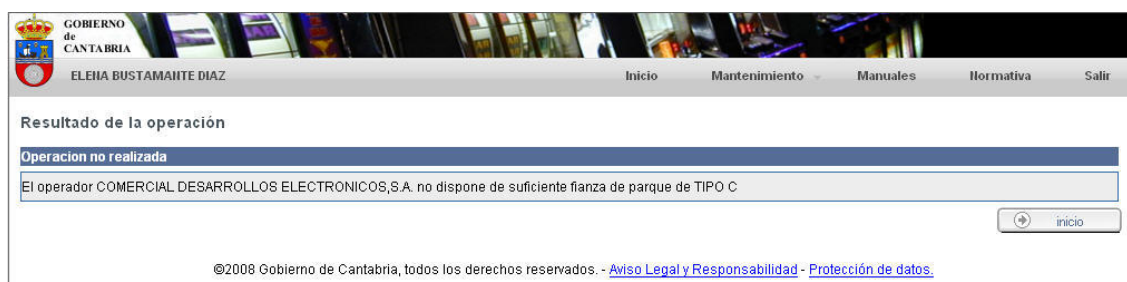 GOBIERNO
de
CANTABRIA
ELENA BUSTAMANTE DIAZ
Inicio Mantenimiento Manuales Normativa Salir
Resultado de la operación
Operacion no realizada
El operador COMERCIAL DESARROLLOS ELECTRONICOS,S.A. no dispone de suficiente fianza de parque de TIPO C
inicio
©2008 Gobierno de Cantabria, todos los derechos reservados. - Aviso Legal y Responsabilidad - Protección de datos.